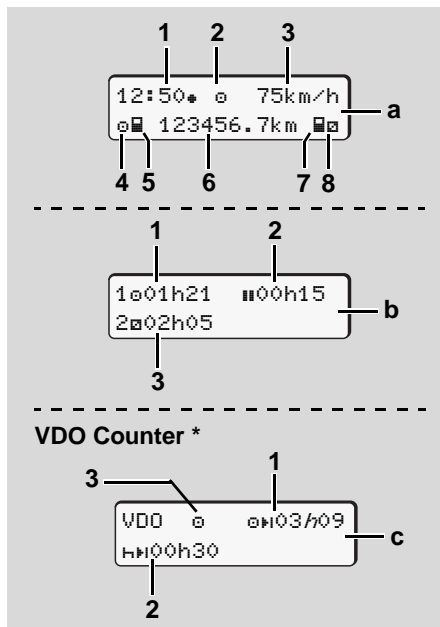 1 2 3
12:50● ⊙ 75km/h
a
⊙ 123456.7km
4 5 6 7 8
1 2
1⊙01h21 00h15
b
2 02h05
3
VDO Counter *
3 1
VDO ⊙ ⊙ 03h09
c
00h30
2